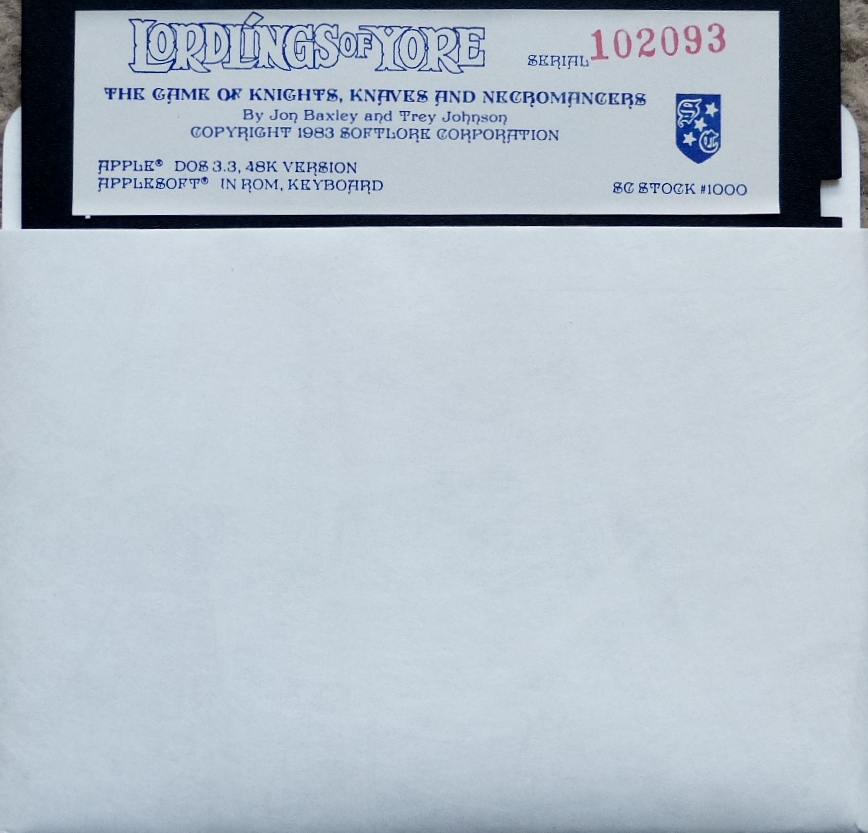 LORDLINGS OF YORE
SERIAL 102093
THE GAME OF KNIGHTS, KNAVES AND NECROMANCERS
By Jon Baxley and Trey Johnson
COPYRIGHT 1983 SOFTLORE CORPORATION
S
C
APPLE® DOS 3.3, 48K VERSION
APPLESOFT® IN ROM, KEYBOARD
SC STOCK #1000